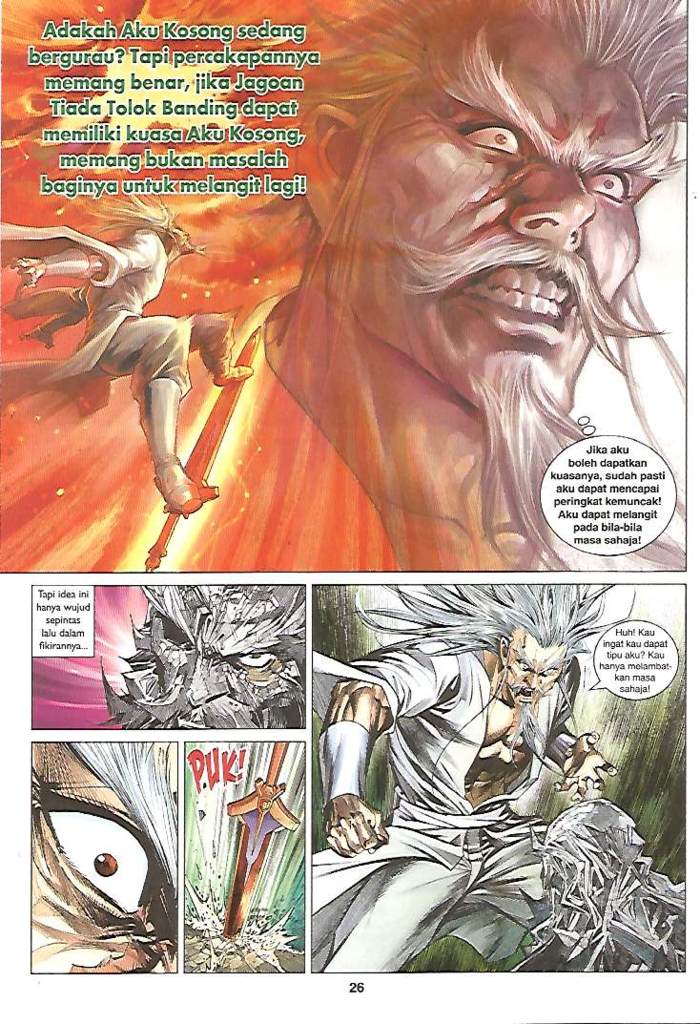 Adakah Aku Kosong sedang
bergurau? Tapi percakapannya
memang benar, jika Jagoan
Tiada Tolok Banding dapat
memiliki kuasa Aku Kosong,
memang bukan masalah
baginya untuk melangit lagi!
Jika aku
boleh dapatkan
kuasanya, sudah pasti
aku dapat mencapai
peringkat kemuncak!
Aku dapat melangit
pada bila-bila
masa sahaja!
Tapi idea ini
hanya wujud
sepintas
lalu dalam
fikirannya...
Huh! Kau
ingat kau dapat
tipu aku? Kau
hanya melambat-
kan masa
sahaja!
PUK!
26